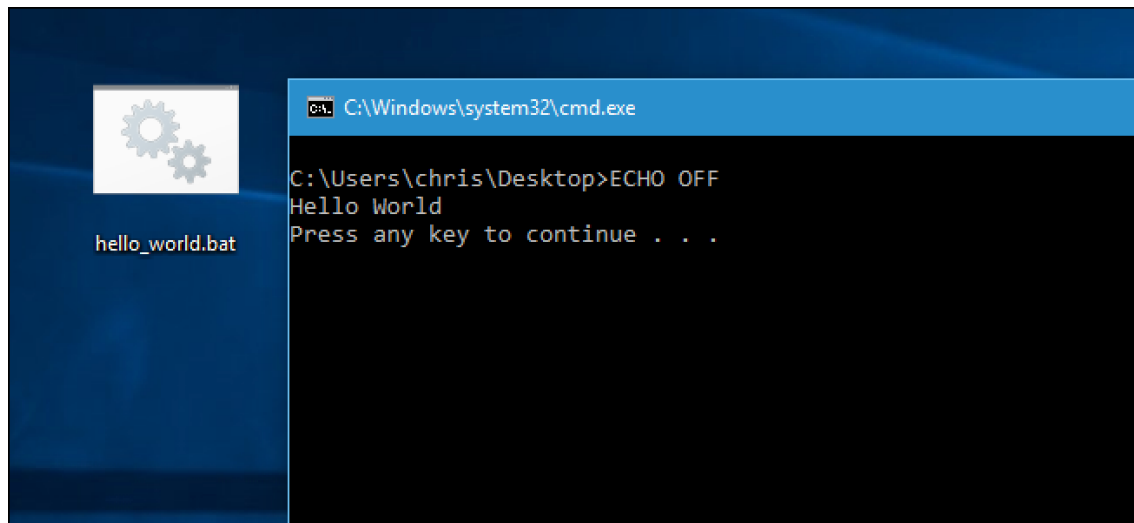 C:\Windows\system32\cmd.exe
C:\Users\chris\Desktop>ECHO OFF
Hello World
Press any key to continue . . .
hello_world.bat